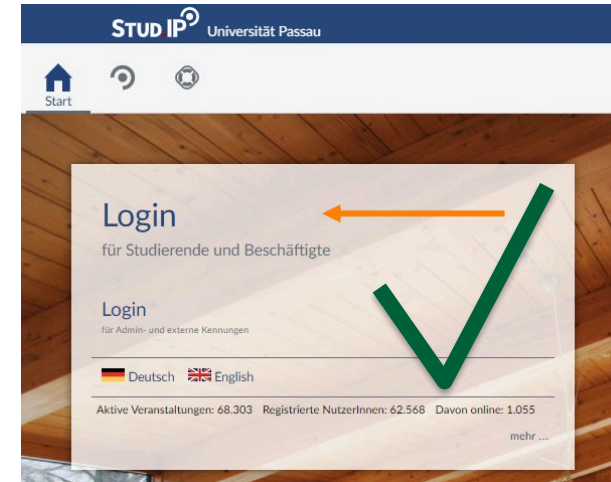 STUD.IP Universität Passau
Start
Login
für Studierende und Beschäftigte
Login
für Admin- und externe Kennungen
Deutsch English
Aktive Veranstaltungen: 68.303 Registrierte NutzerInnen: 62.568 Davon online: 1.055
mehr ...